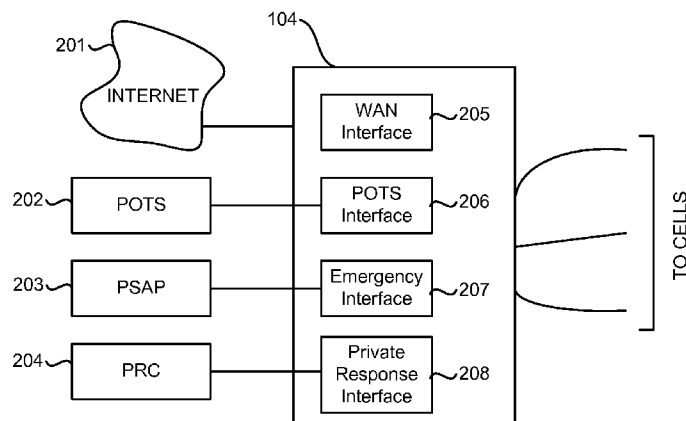 201
104
INTERNET
WAN
Interface
205
202
POTS
POTS
Interface
206
203
PSAP
Emergency
Interface
207
204
PRC
Private
Response
Interface
208
TO CELLS